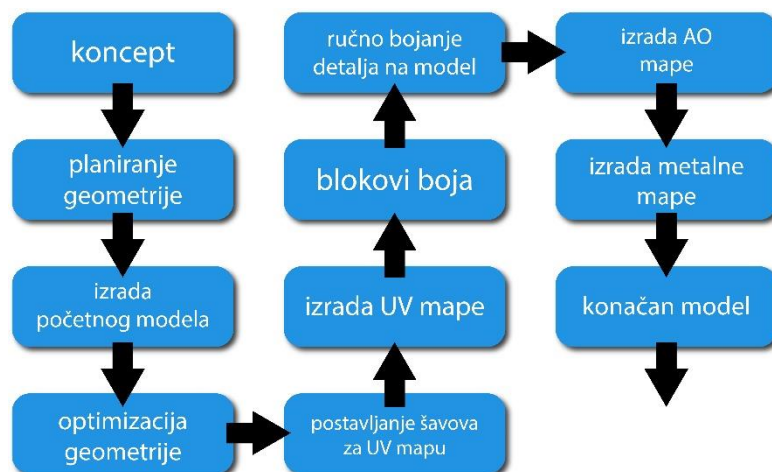 koncept
planiranje
geometrije
izrada
početnog modela
optimizacija
geometrije
postavljanje šavova
za UV mapu
izrada UV mape
blokovi boja
ručno bojanje
detalja na model
izrada AO
mape
izrada metalne
mape
konačan model